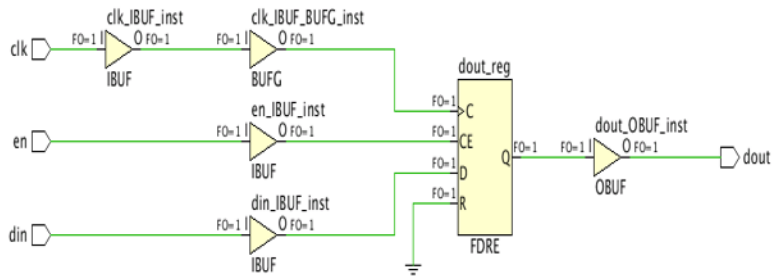 clk_IBUF_inst
clk FO=1 I O FO=1
IBUF
clk_IBUF_BUFG_inst
FO=1 I O FO=1
BUFG
en_IBUF_inst
en FO=1 I O FO=1
IBUF
din_IBUF_inst
din FO=1 I O FO=1
IBUF
dout_reg
FO=1 C
FO=1 CE
FO=1 D
FO=1 R
Q FO=1
FDRE
dout_OBUF_inst
FO=1 I O FO=1
OBUF
dout